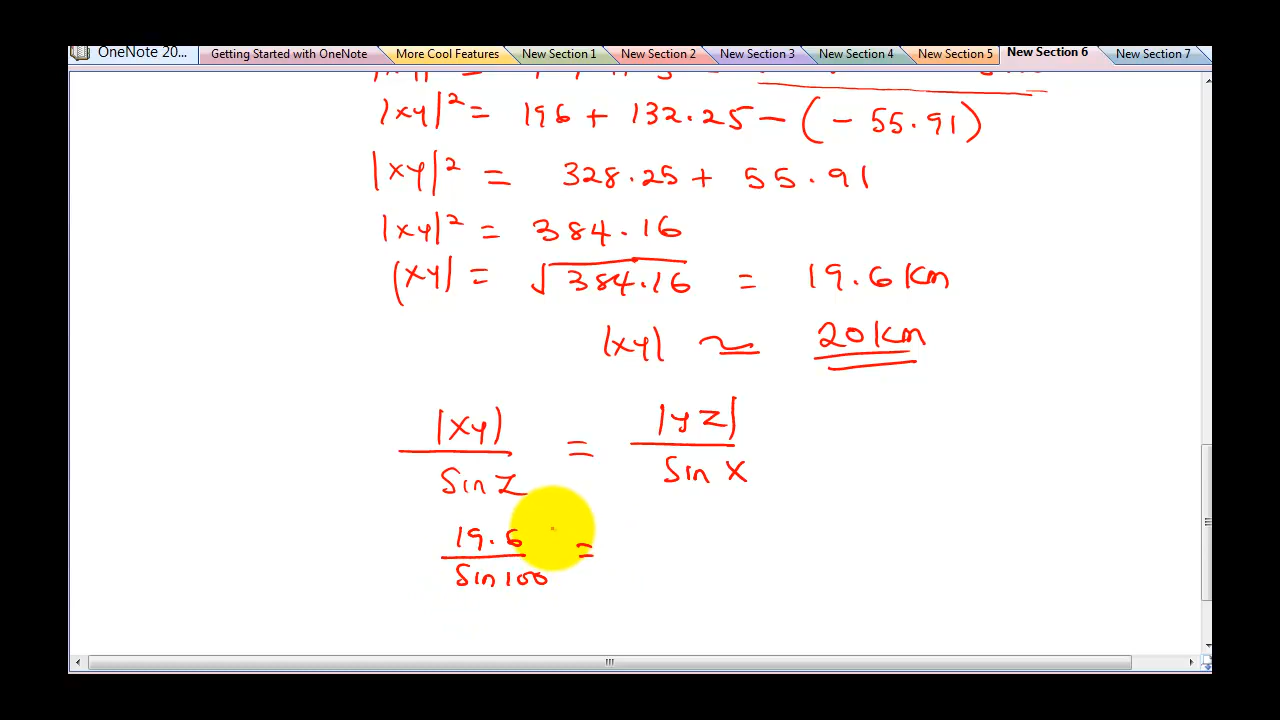 OneNote 20... Getting Started with OneNote More Cool Features New Section 1 New Section 2 New Section 3 New Section 4 New Section 5 New Section 6 New Section 7
|xy|² = 196 + 132.25 - (- 55.91)
|xy|² = 328.25 + 55.91
|xy|² = 384.16
|xy| = √384.16 = 19.6 km
|xy| ≃ 20 km
|xy| / Sin Z = |yz| / Sin X
19.6 / Sin 100 =